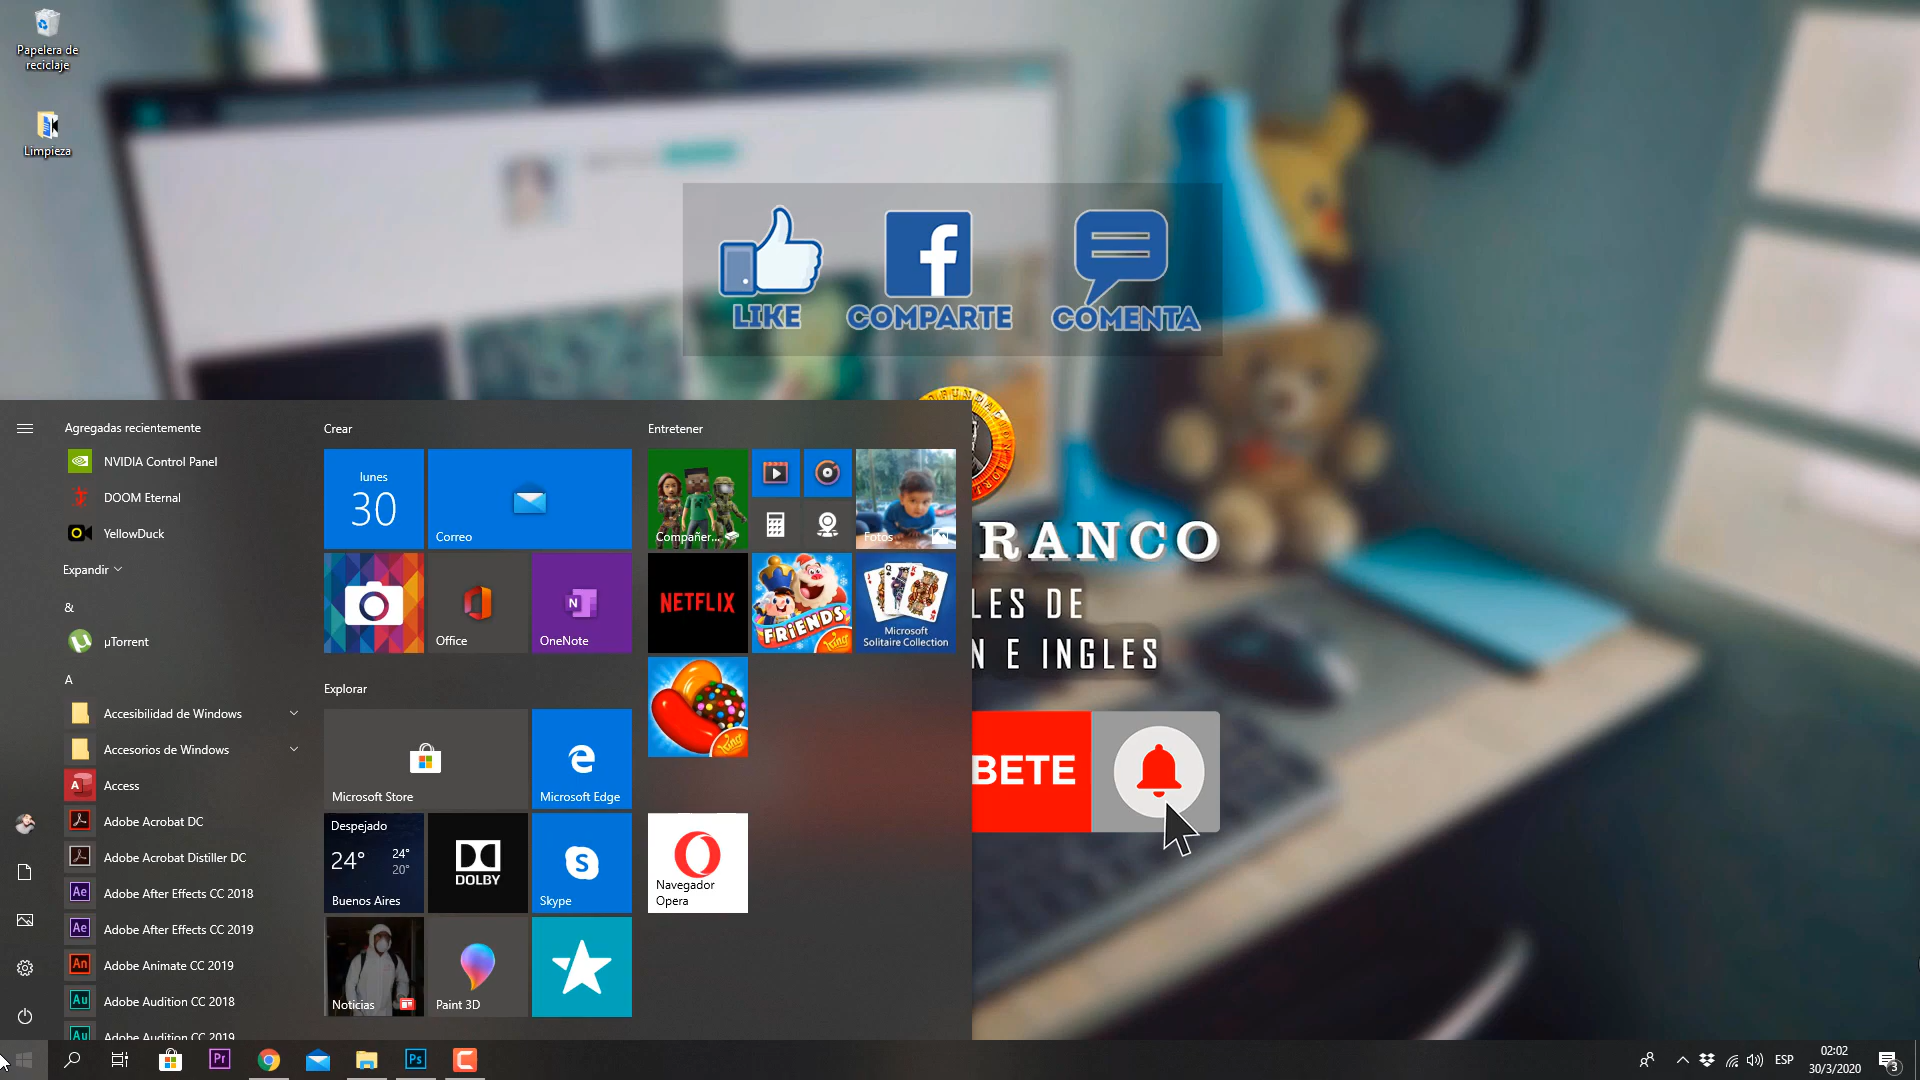 Papelera de
reciclaje
Limpieza
LIKE
COMPARTE
COMENTA
RANCO
LES DE
N E INGLES
BETE
Agregadas recientemente
NVIDIA Control Panel
DOOM Eternal
YellowDuck
Expandir
&
µTorrent
A
Accesibilidad de Windows
Accesorios de Windows
Access
Adobe Acrobat DC
Adobe Acrobat Distiller DC
Adobe After Effects CC 2018
Adobe After Effects CC 2019
Adobe Animate CC 2019
Adobe Audition CC 2018
Adobe Audition CC 2019
Crear
lunes
30
Correo
Office
OneNote
Explorar
Microsoft Store
Microsoft Edge
Despejado
24°
24°
20°
Buenos Aires
DOLBY
Skype
Noticias
Paint 3D
Entretener
Compañer...
Fotos
NETFLIX
FRIENDS
King
Microsoft
Solitaire Collection
King
Navegador
Opera
Pr
Ps
ESP
02:02
30/3/2020
3